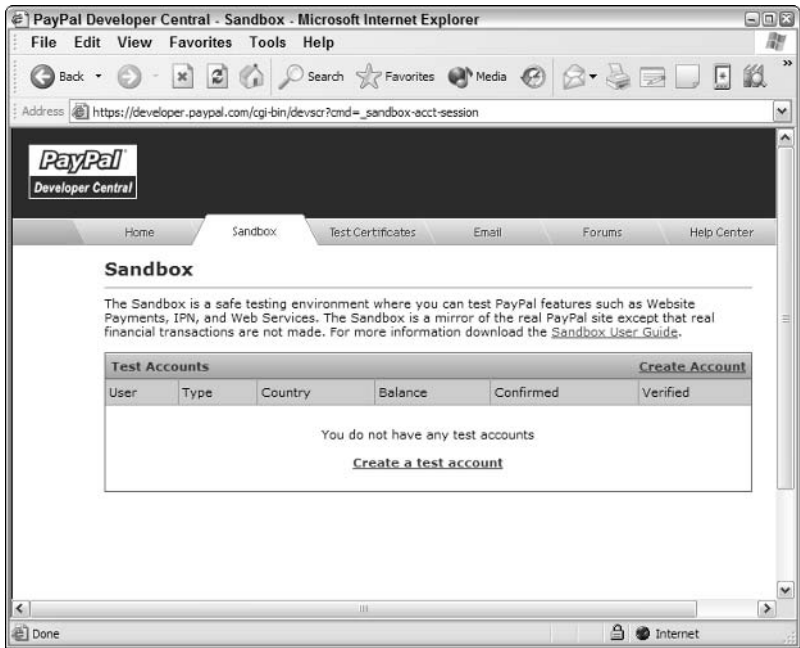 PayPal Developer Central - Sandbox - Microsoft Internet Explorer
File Edit View Favorites Tools Help
Back Search Favorites Media
Address https://developer.paypal.com/cgi-bin/devscr?cmd=_sandbox-acct-session
PayPal
Developer Central
Home Sandbox Test Certificates Email Forums Help Center
Sandbox
The Sandbox is a safe testing environment where you can test PayPal features such as Website
Payments, IPN, and Web Services. The Sandbox is a mirror of the real PayPal site except that real
financial transactions are not made. For more information download the Sandbox User Guide.
Test Accounts Create Account
User Type Country Balance Confirmed Verified
You do not have any test accounts
Create a test account
Done Internet